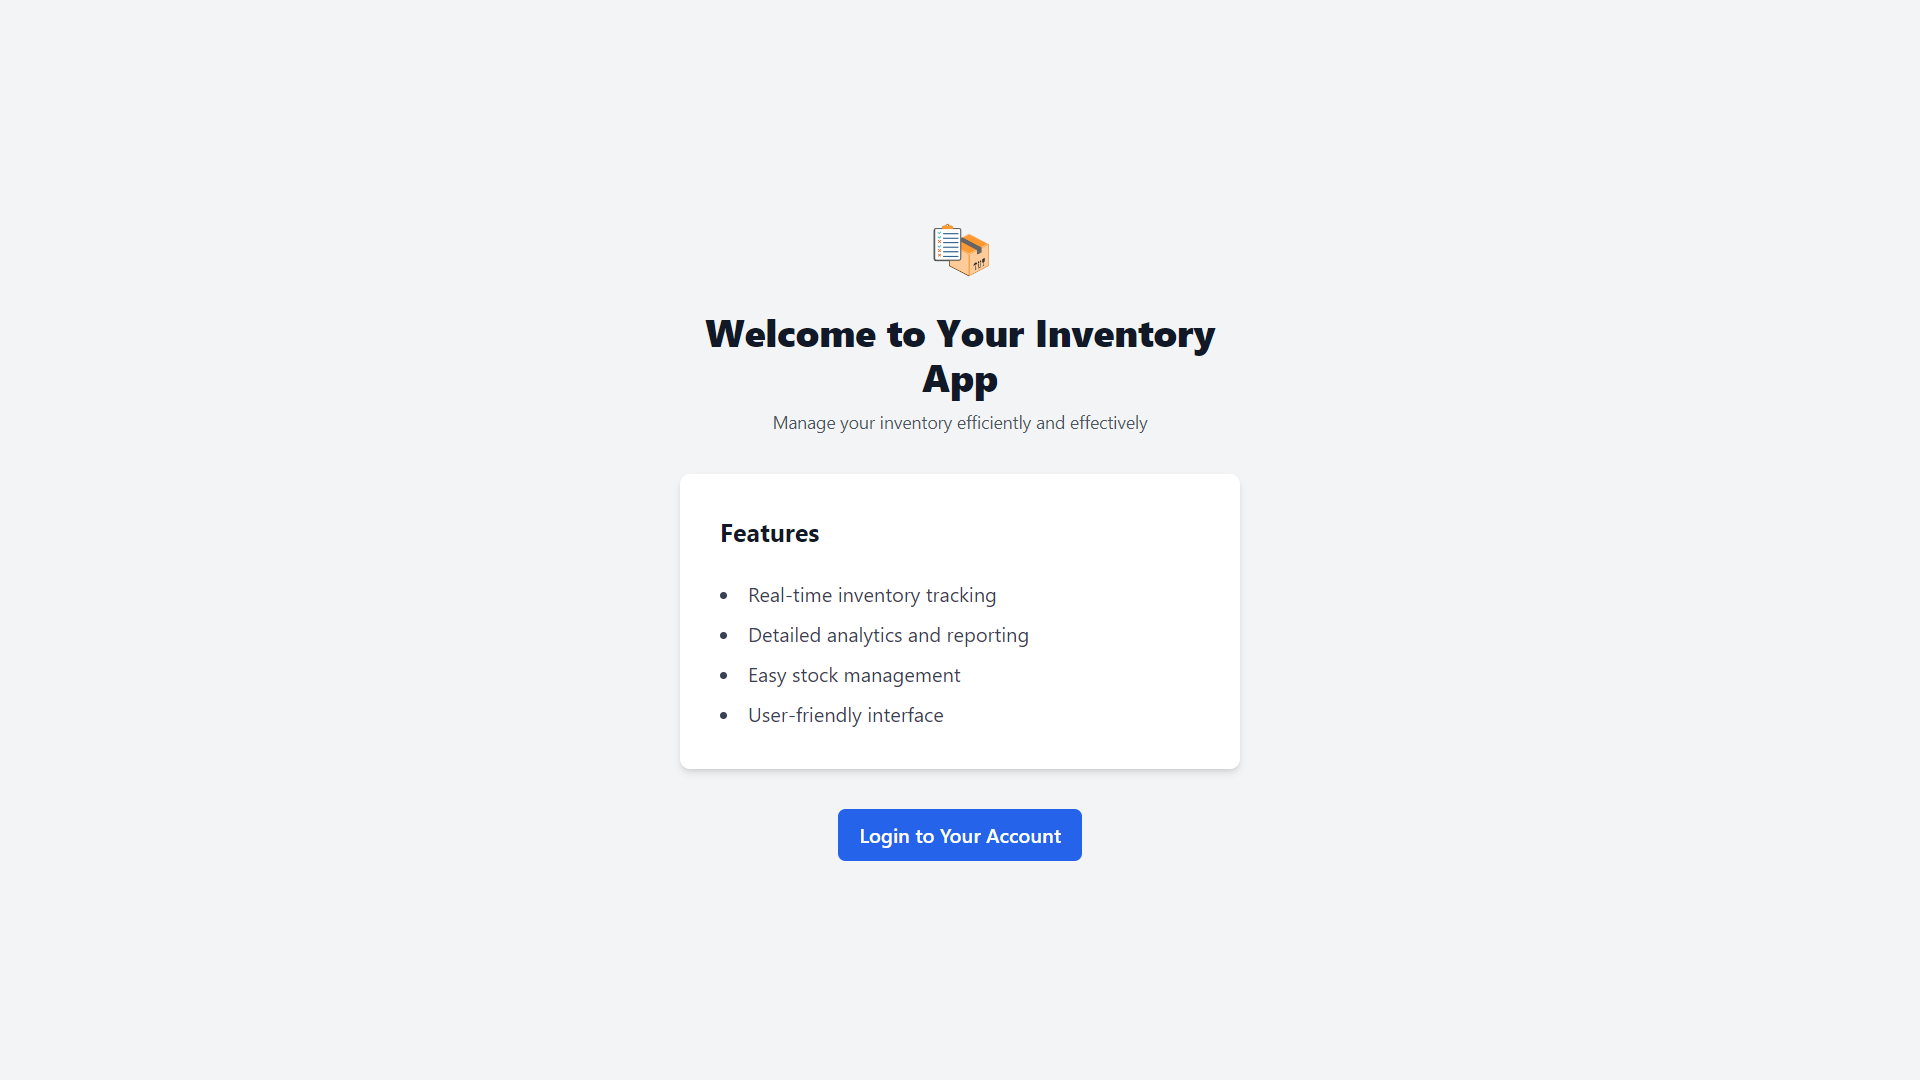 Welcome to Your Inventory
App
Manage your inventory efficiently and effectively
Features
Real-time inventory tracking
Detailed analytics and reporting
Easy stock management
User-friendly interface
Login to Your Account